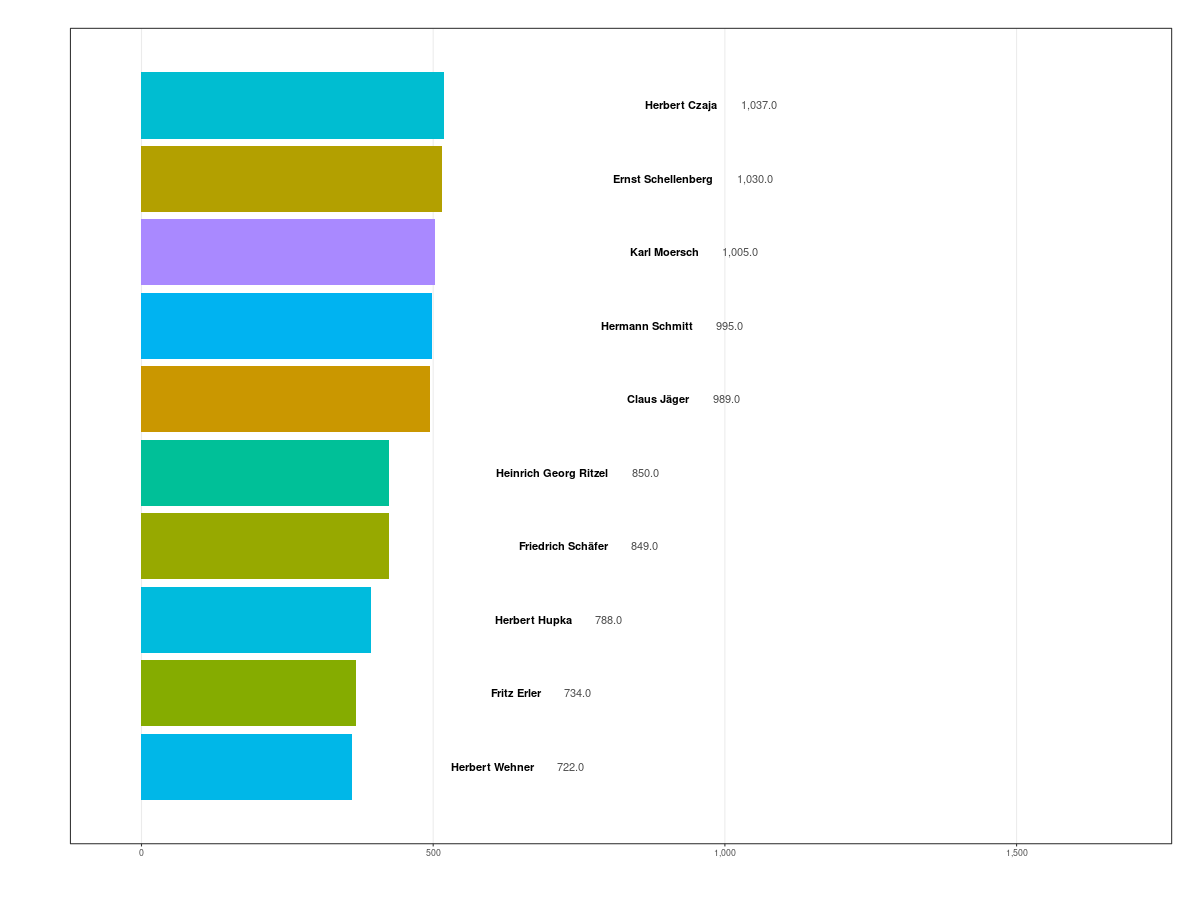 Herbert Czaja 1,037.0
Ernst Schellenberg 1,030.0
Karl Moersch 1,005.0
Hermann Schmitt 995.0
Claus Jäger 989.0
Heinrich Georg Ritzel 850.0
Friedrich Schäfer 849.0
Herbert Hupka 788.0
Fritz Erler 734.0
Herbert Wehner 722.0
0 500 1,000 1,500